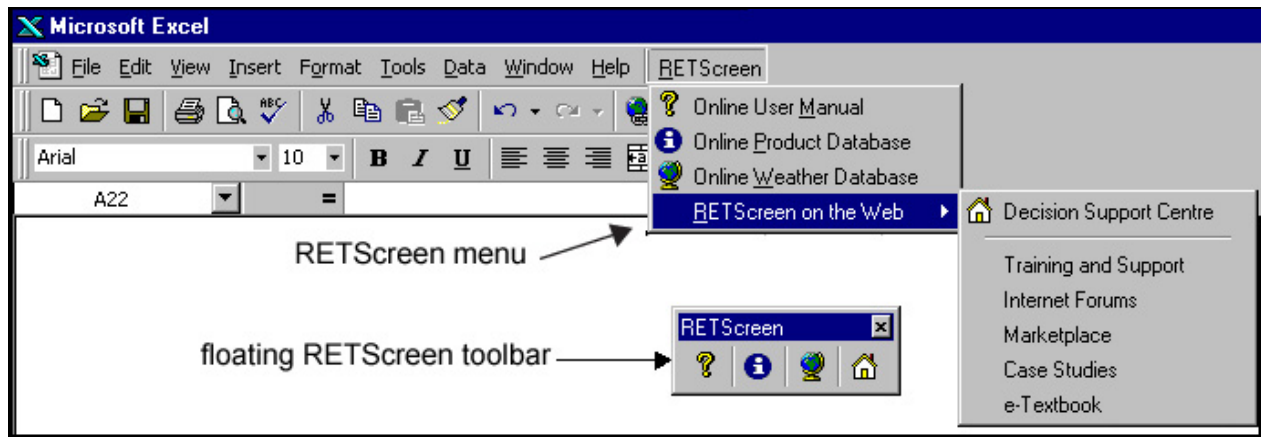 Microsoft Excel
File Edit View Insert Format Tools Data Window Help RETScreen
ABC
Arial 10 B I U
A22 =
Online User Manual
Online Product Database
Online Weather Database
RETScreen on the Web
Decision Support Centre
Training and Support
Internet Forums
Marketplace
Case Studies
e-Textbook
RETScreen menu
RETScreen
floating RETScreen toolbar